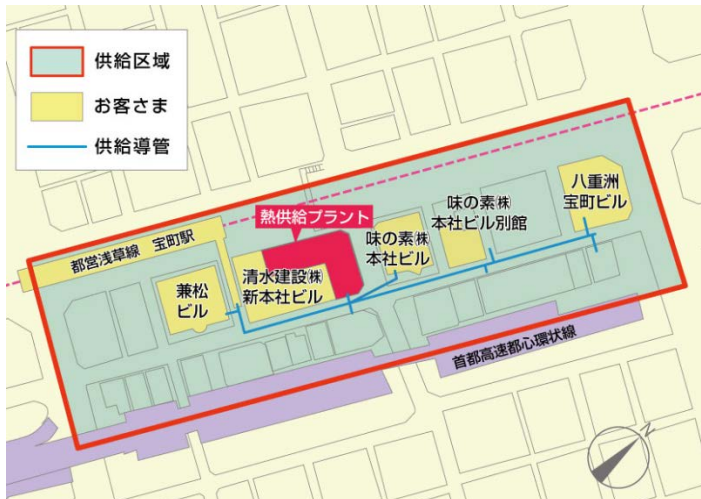 供給区域
お客さま
供給導管
八重洲
宝町ビル
味の素㈱
本社ビル別館
熱供給プラント
味の素㈱
本社ビル
都営浅草線 宝町駅
清水建設㈱
新本社ビル
兼松
ビル
首都高速都心環状線
N